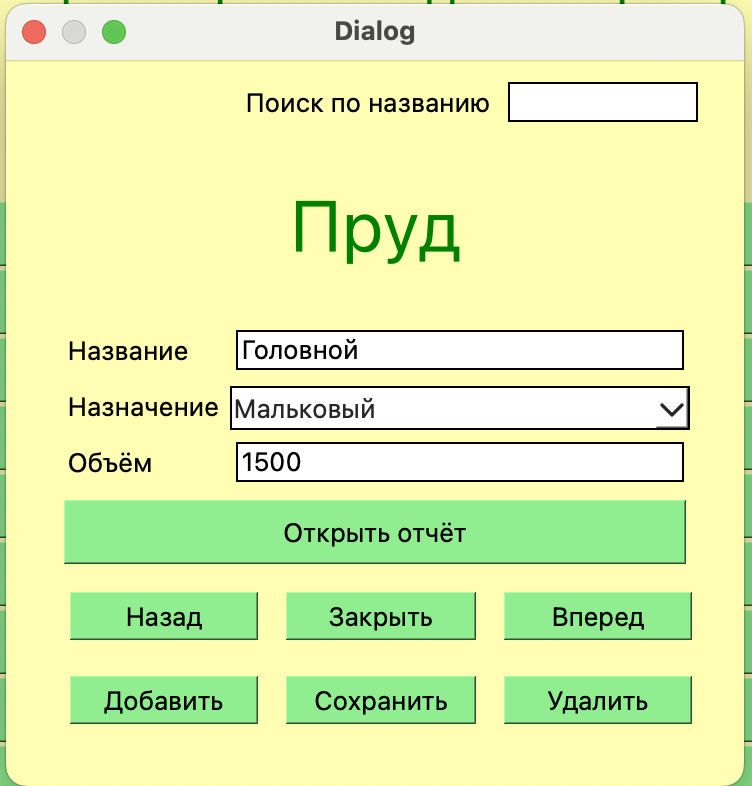 Dialog
Поиск по названию
Пруд
Название Головной
Назначение Мальковый
Объём 1500
Открыть отчёт
Назад Закрыть Вперед
Добавить Сохранить Удалить